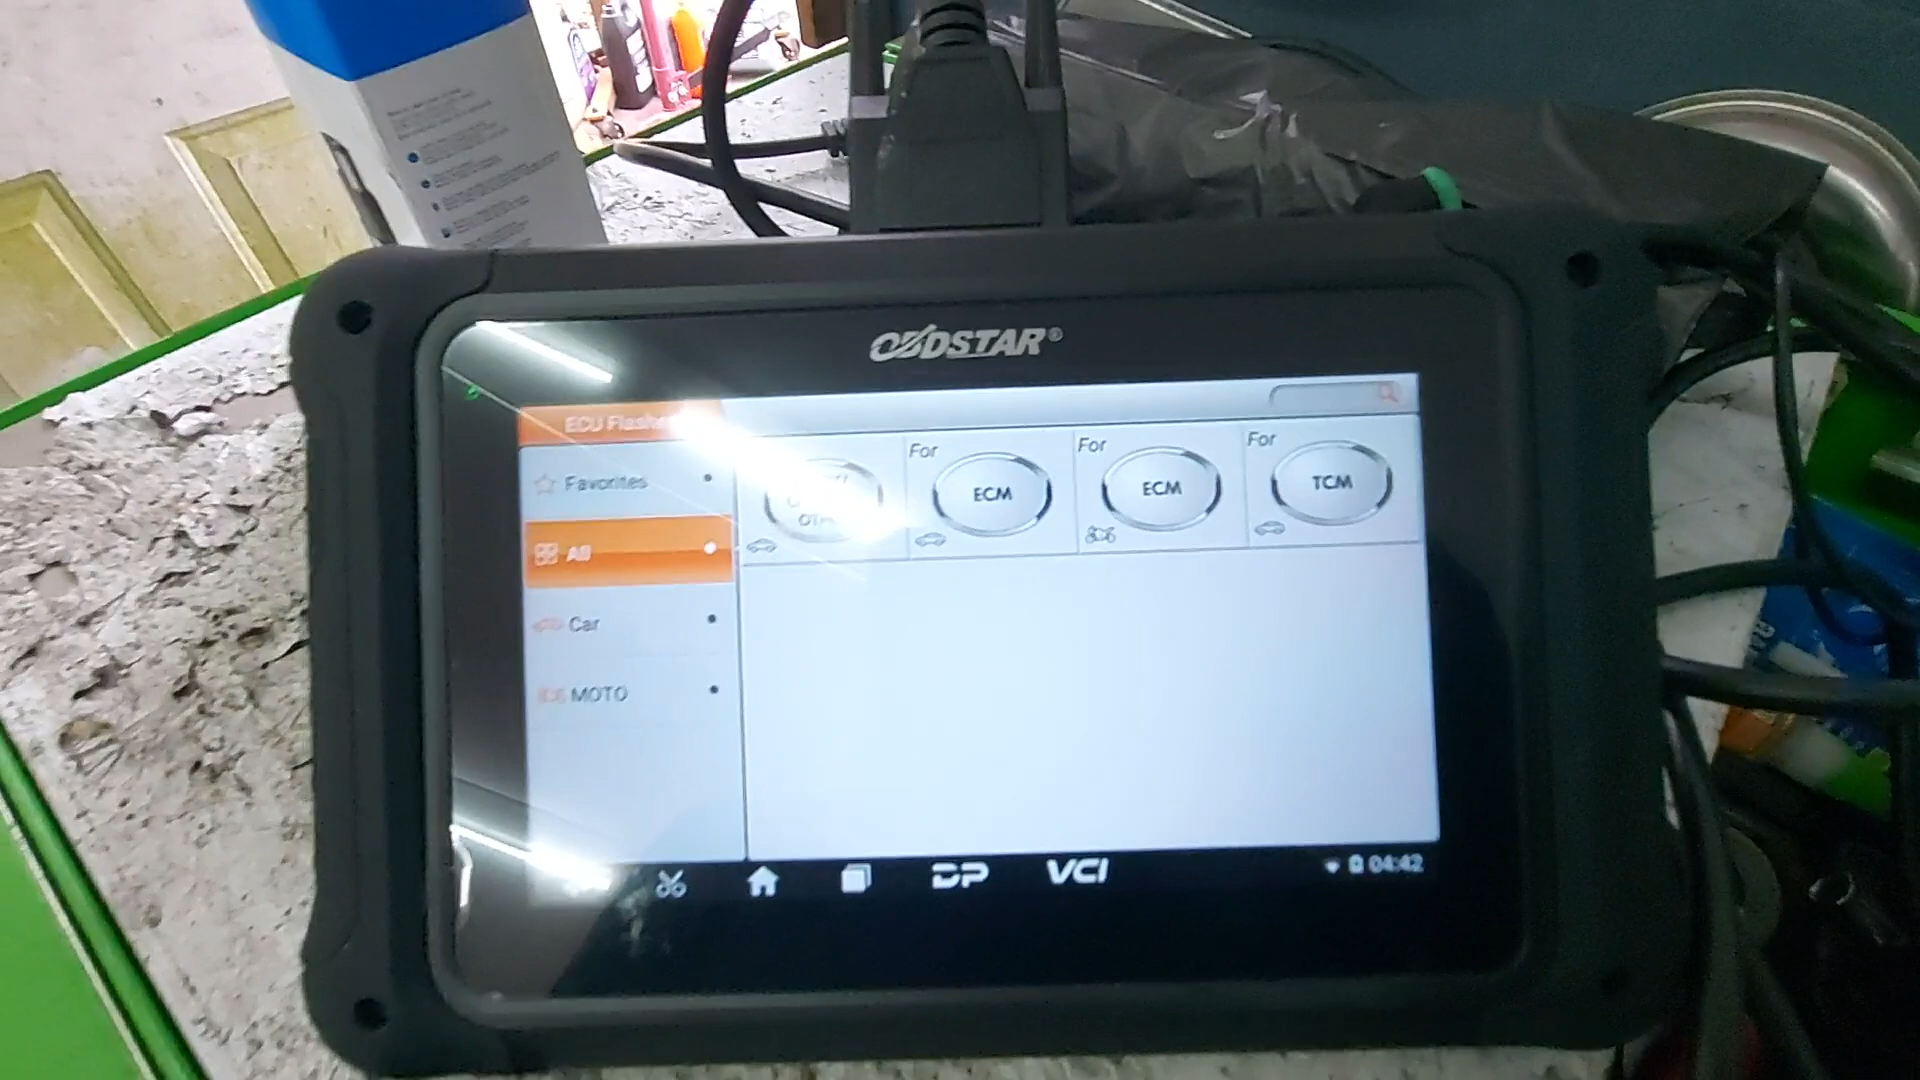 OBDSTAR®
ECU Flasher
Favorites
All
Car
MOTO
For
ECM
For
ECM
For
TCM
DP
VCI
04:42